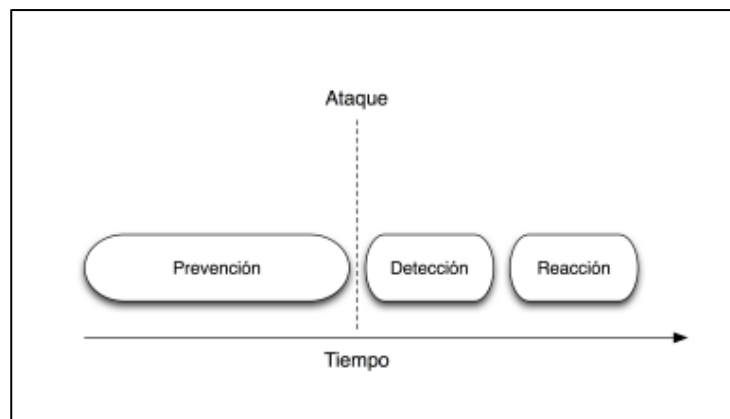 Ataque
Prevención
Detección
Reacción
Tiempo